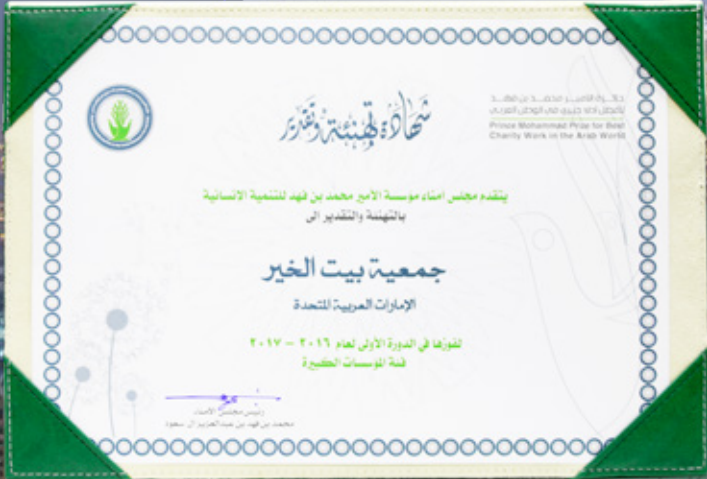 شهادة تهنئة وتقدير
جائزة الأمير محمد بن فهد
لأفضل أداء خيري في الوطن العربي
Prince Mohammad Prize for Best
Charity Work in the Arab World
يتقدم مجلس أمناء مؤسسة الأمير محمد بن فهد للتنمية الانسانية
بالتهنئة والتقدير الى
جمعية بيت الخير
الإمارات العربية المتحدة
لفوزها في الدورة الأولى لعام ٢٠١٦ - ٢٠١٧
فئة المؤسسات الكبيرة
رئيس مجلس الأمناء
محمد بن فهد بن عبدالعزيز آل سعود